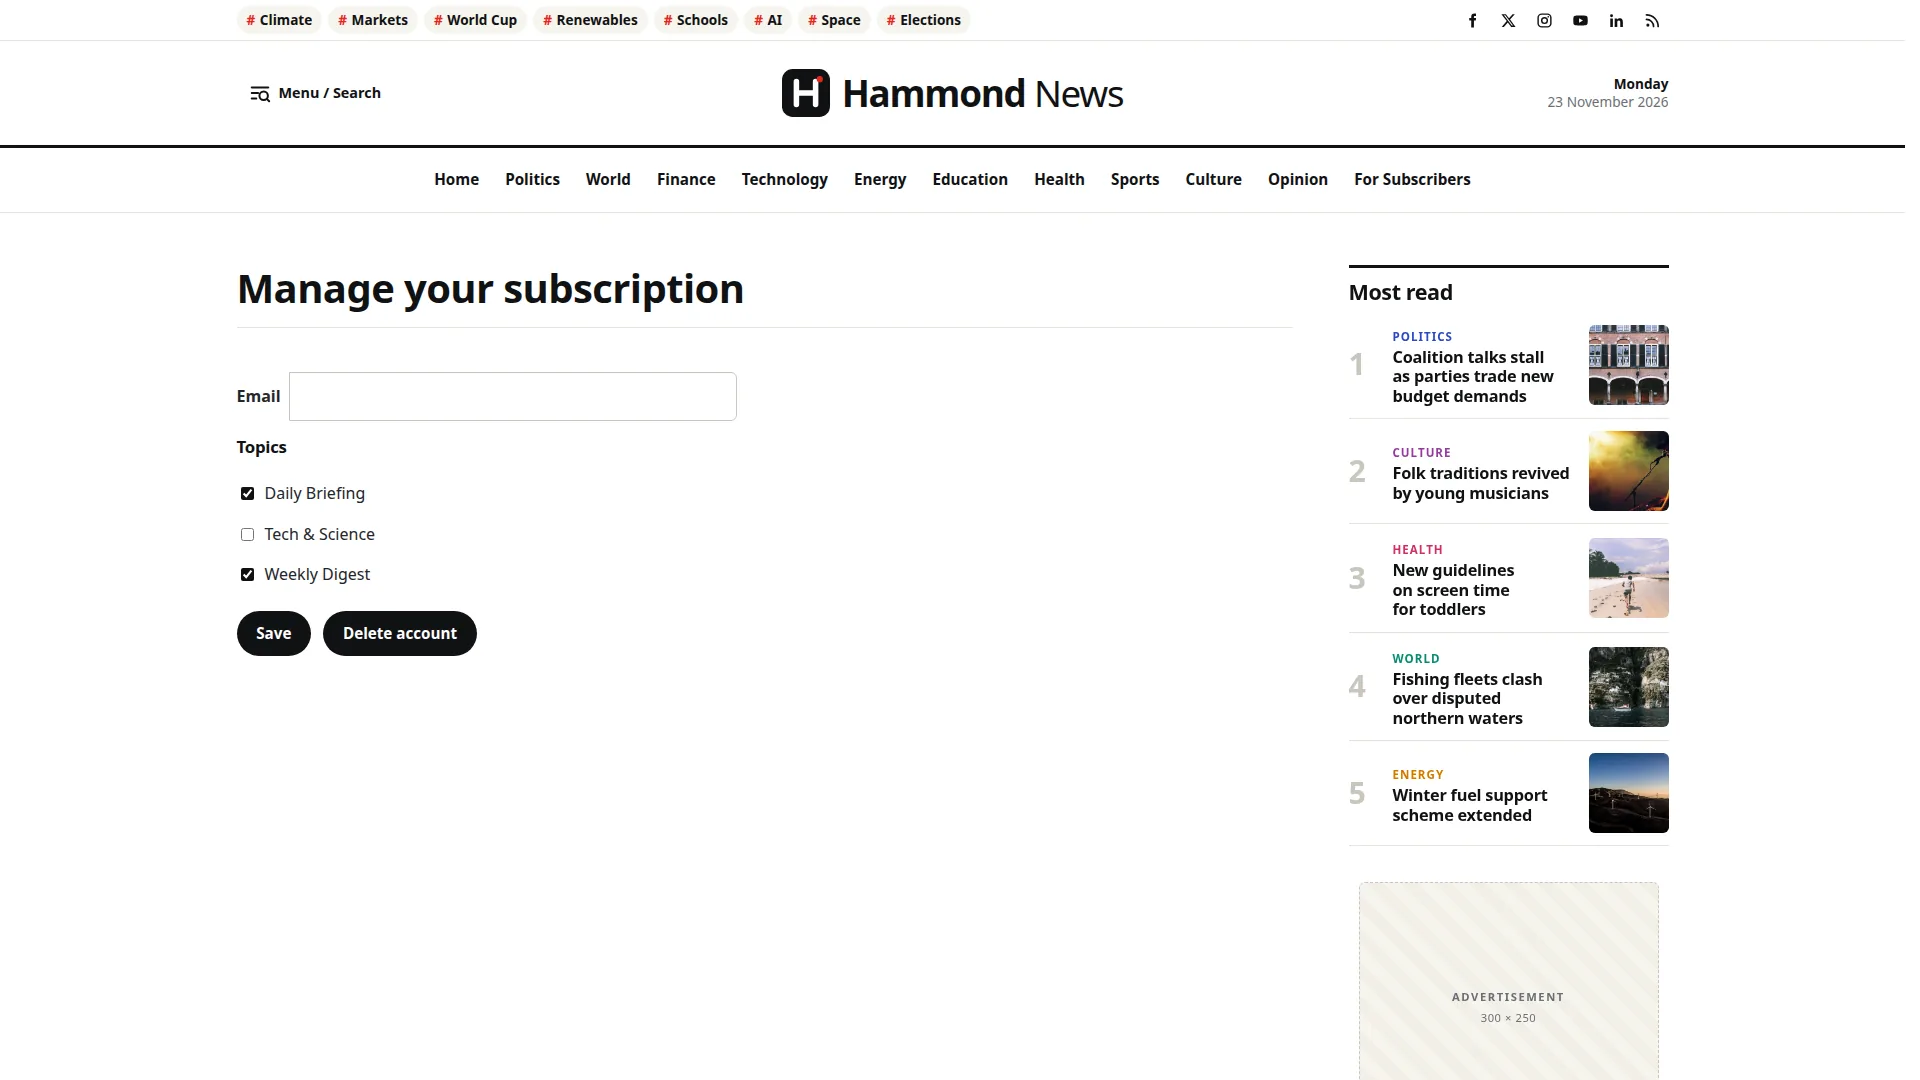 # Climate # Markets # World Cup # Renewables # Schools # AI # Space # Elections
Menu / Search
Hammond News
Monday
23 November 2026
Home Politics World Finance Technology Energy Education Health Sports Culture Opinion For Subscribers
Manage your subscription
Email
Topics
Daily Briefing
Tech & Science
Weekly Digest
Save Delete account
Most read
1
POLITICS
Coalition talks stall
as parties trade new
budget demands
2
CULTURE
Folk traditions revived
by young musicians
3
HEALTH
New guidelines
on screen time
for toddlers
4
WORLD
Fishing fleets clash
over disputed
northern waters
5
ENERGY
Winter fuel support
scheme extended
ADVERTISEMENT
300 × 250